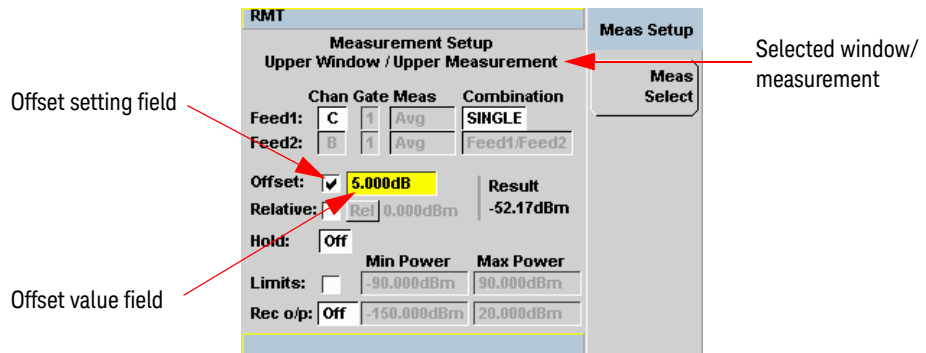 RMT
Meas Setup
Measurement Setup
Upper Window / Upper Measurement
Selected window/
measurement
Meas
Select
Offset setting field
Chan Gate Meas Combination
Feed1: C 1 Avg SINGLE
Feed2: B 1 Avg Feed1/Feed2
Offset: 5.000dB Result
Relative: Rel 0.000dBm -52.17dBm
Hold: Off
Min Power Max Power
Limits: -90.000dBm 90.000dBm
Offset value field
Rec o/p: Off -150.000dBm 20.000dBm